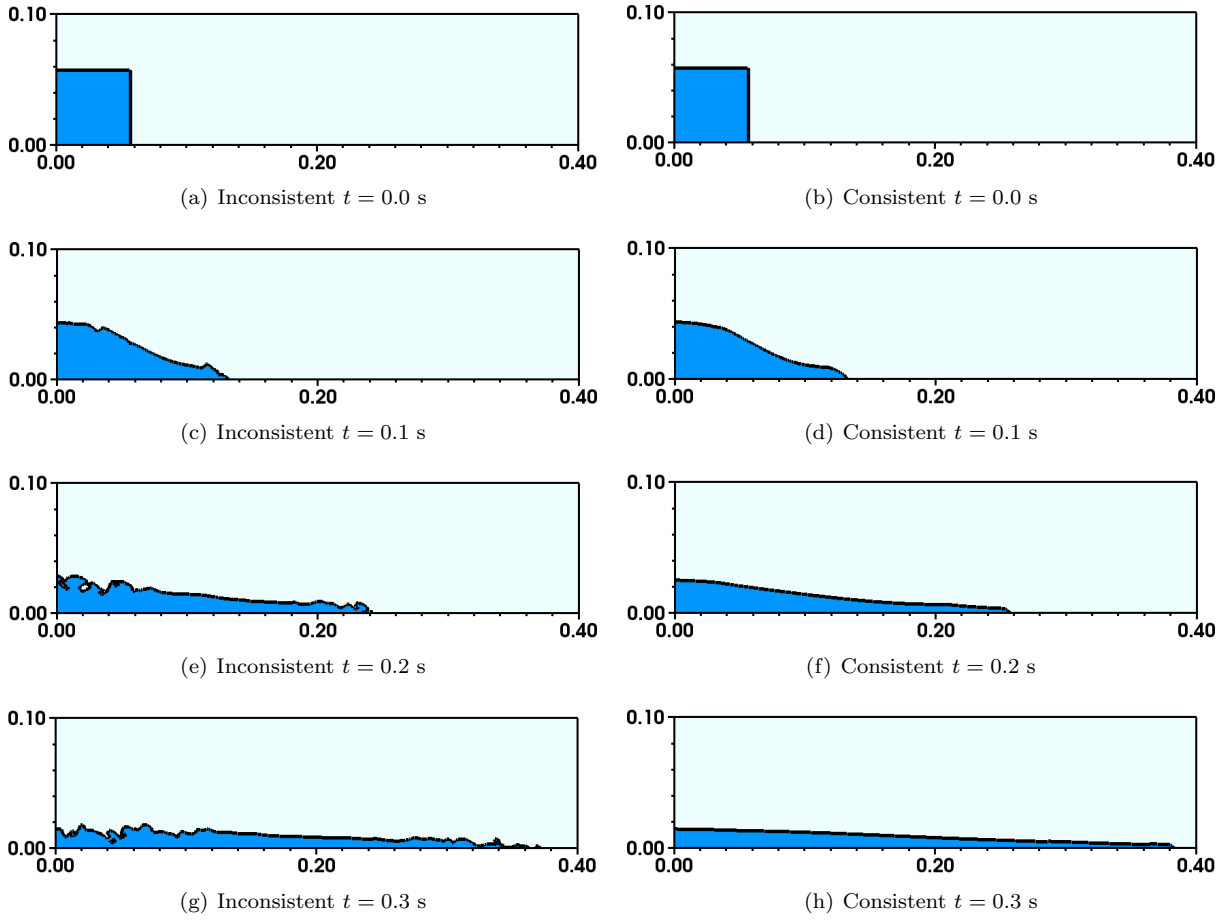 0.10
0.00
0.00 0.20 0.40
(a) Inconsistent t = 0.0 s
0.10
0.00
0.00 0.20 0.40
(b) Consistent t = 0.0 s
0.10
0.00
0.00 0.20 0.40
(c) Inconsistent t = 0.1 s
0.10
0.00
0.00 0.20 0.40
(d) Consistent t = 0.1 s
0.10
0.00
0.00 0.20 0.40
(e) Inconsistent t = 0.2 s
0.10
0.00
0.00 0.20 0.40
(f) Consistent t = 0.2 s
0.10
0.00
0.00 0.20 0.40
(g) Inconsistent t = 0.3 s
0.10
0.00
0.00 0.20 0.40
(h) Consistent t = 0.3 s